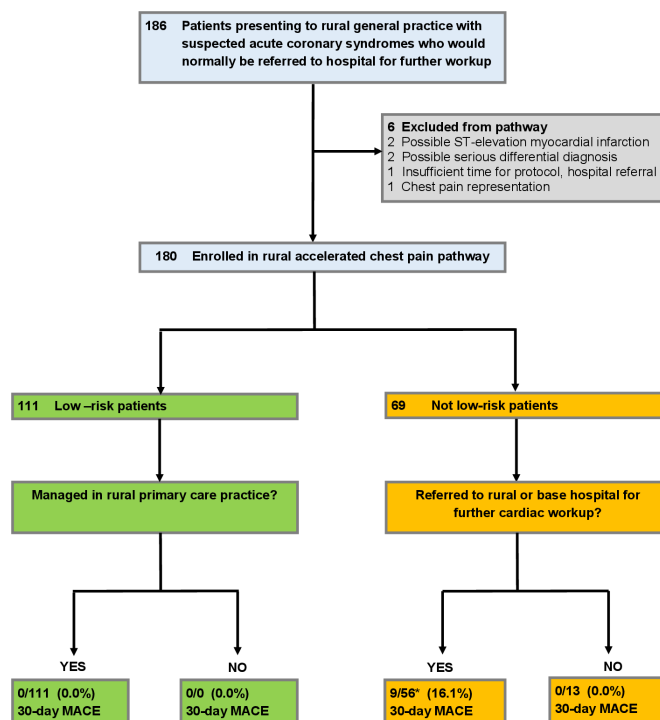 186 Patients presenting to rural general practice with
suspected acute coronary syndromes who would
normally be referred to hospital for further workup
6 Excluded from pathway
2 Possible ST-elevation myocardial infarction
2 Possible serious differential diagnosis
1 Insufficient time for protocol, hospital referral
1 Chest pain representation
180 Enrolled in rural accelerated chest pain pathway
111 Low –risk patients
69 Not low-risk patients
Managed in rural primary care practice?
Referred to rural or base hospital for
further cardiac workup?
YES
NO
YES
NO
0/111 (0.0%)
30-day MACE
0/0 (0.0%)
30-day MACE
9/56* (16.1%)
30-day MACE
0/13 (0.0%)
30-day MACE